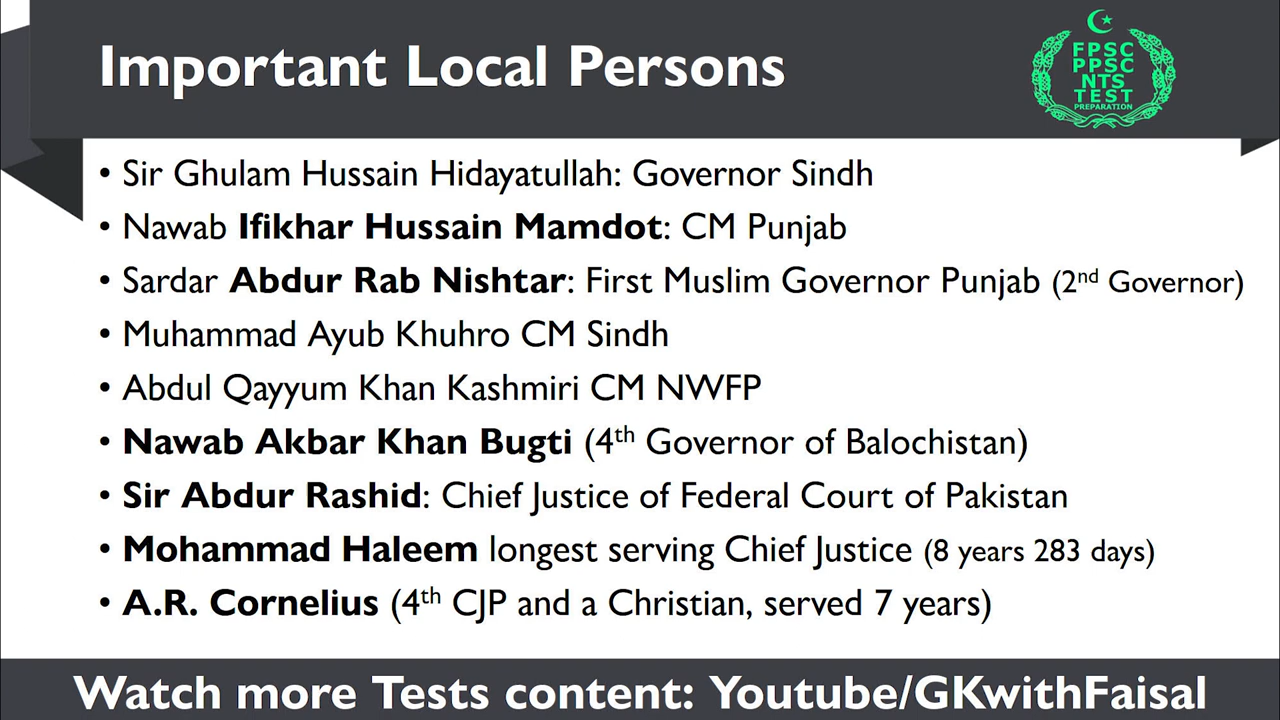 Important Local Persons
FPSC
PPSC
NTS
TEST
PREPARATION
• Sir Ghulam Hussain Hidayatullah: Governor Sindh
• Nawab Ifikhar Hussain Mamdot: CM Punjab
• Sardar Abdur Rab Nishtar: First Muslim Governor Punjab (2nd Governor)
• Muhammad Ayub Khuhro CM Sindh
• Abdul Qayyum Khan Kashmiri CM NWFP
• Nawab Akbar Khan Bugti (4th Governor of Balochistan)
• Sir Abdur Rashid: Chief Justice of Federal Court of Pakistan
• Mohammad Haleem longest serving Chief Justice (8 years 283 days)
• A.R. Cornelius (4th CJP and a Christian, served 7 years)
Watch more Tests content: Youtube/GKwithFaisal